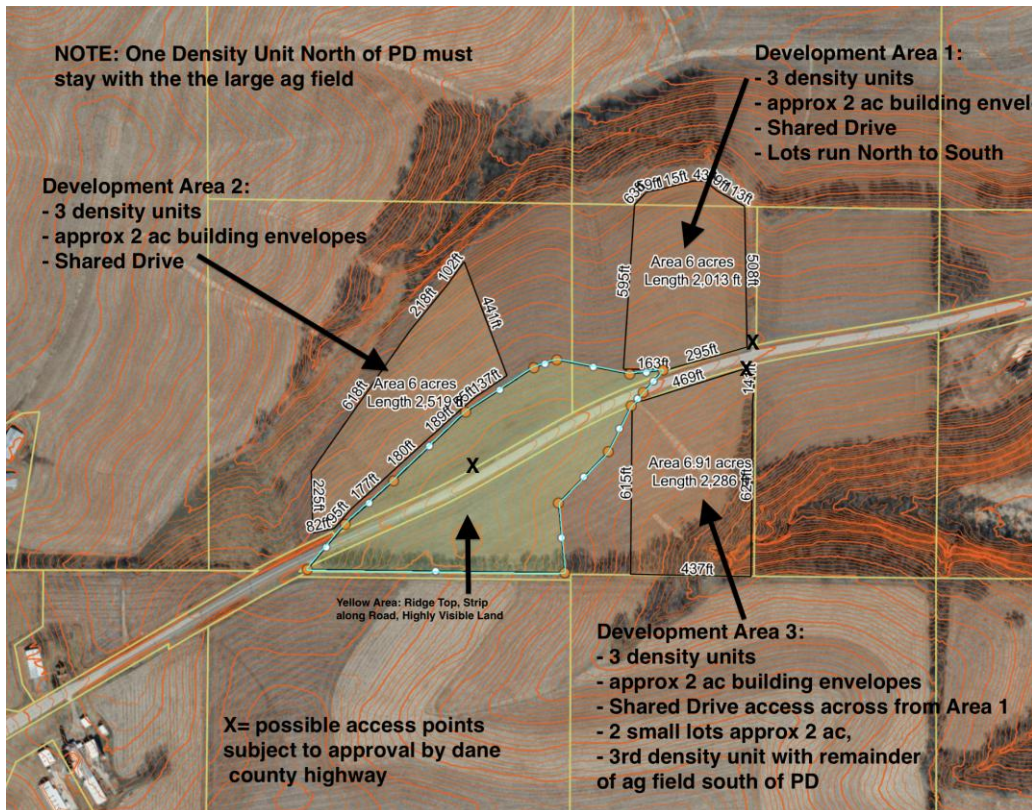 NOTE: One Density Unit North of PD must
stay with the the large ag field
Development Area 1:
- 3 density units
- approx 2 ac building envelo
- Shared Drive
- Lots run North to South
Development Area 2:
- 3 density units
- approx 2 ac building envelopes
- Shared Drive
115ft
13ft
595ft
Area 6 acres
Length 2,013 ft
508ft
163ft
295ft
X
102ft
218ft
441ft
618ft
Area 6 acres
Length 2,519 ft
137ft
189ft
180ft
177ft
195ft
82ft
225ft
X
469ft
X
615ft
Area 6.91 acres
Length 2,286
437ft
Yellow Area: Ridge Top, Strip
along Road, Highly Visible Land
Development Area 3:
- 3 density units
- approx 2 ac building envelopes
- Shared Drive access across from Area 1
- 2 small lots approx 2 ac,
- 3rd density unit with remainder
of ag field south of PD
X= possible access points
subject to approval by dane
county highway